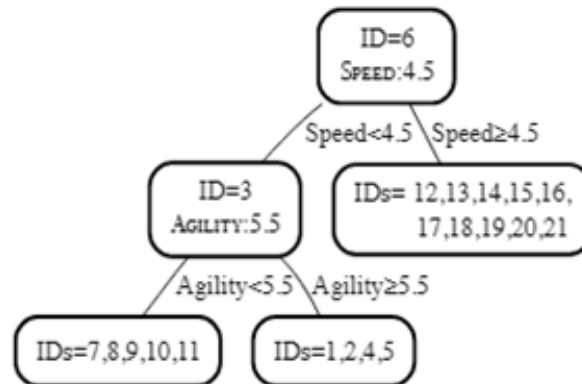 ID=6
SPEED:4.5
Speed<4.5
Speed≥4.5
ID=3
AGILITY:5.5
IDs= 12,13,14,15,16,
17,18,19,20,21
Agility<5.5
Agility≥5.5
IDs=7,8,9,10,11
IDs=1,2,4,5